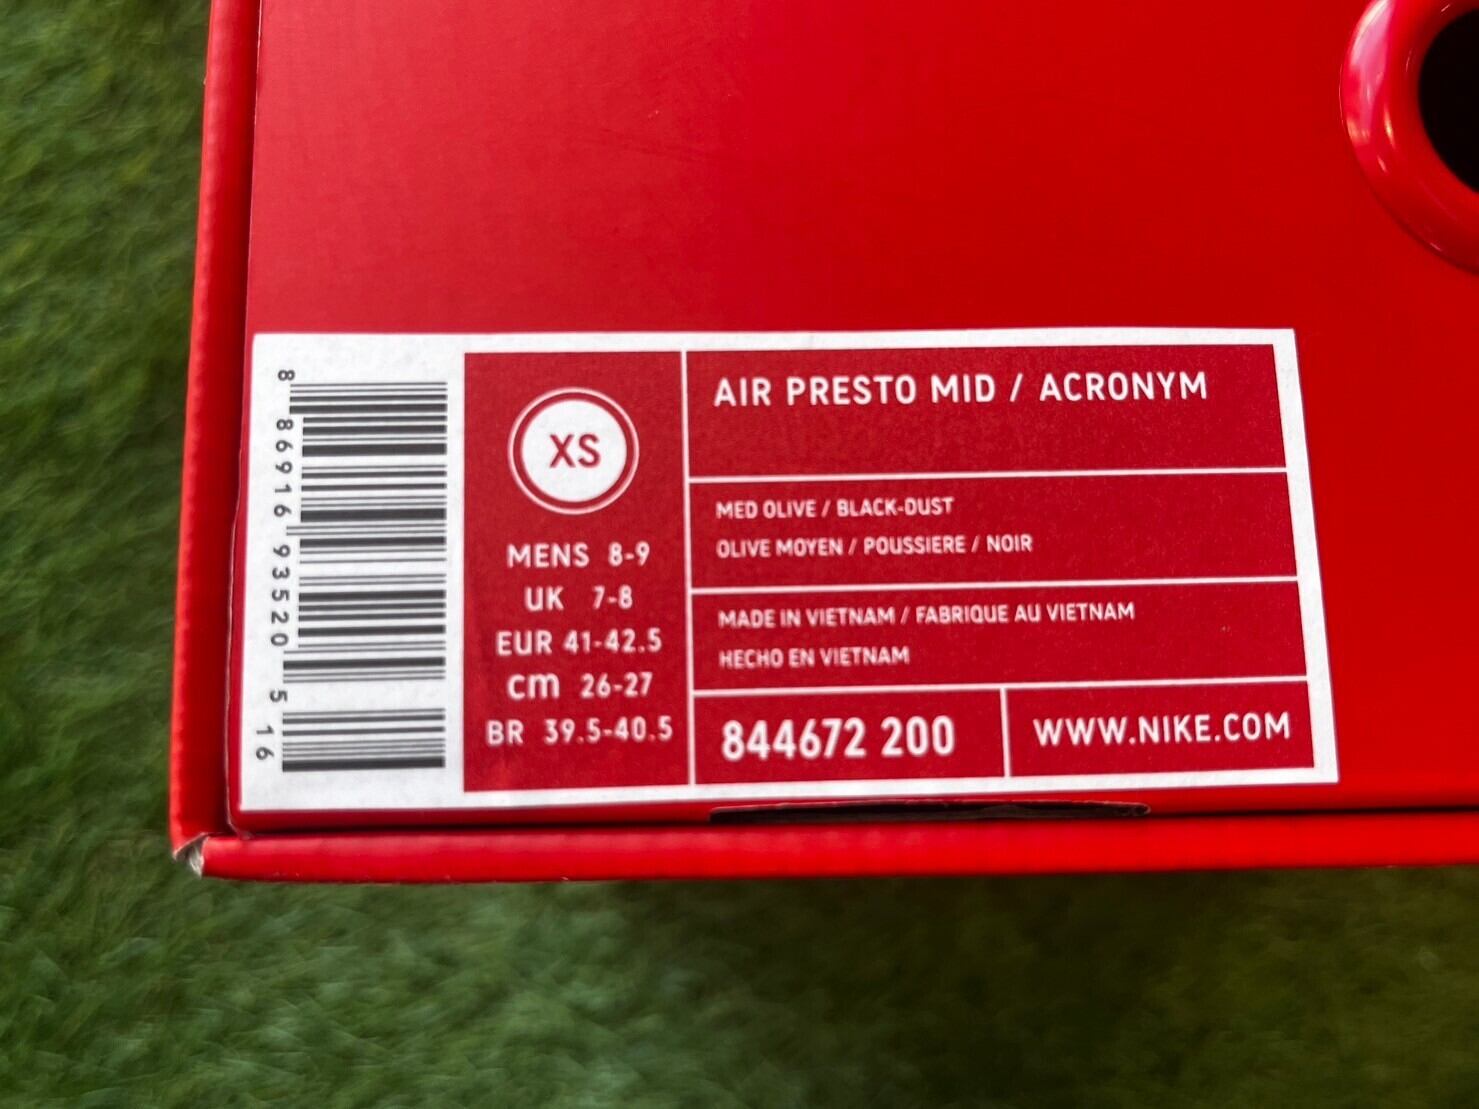 8 86916 93520 5 16
XS
MENS 8-9
UK 7-8
EUR 41-42.5
cm 26-27
BR 39.5-40.5
AIR PRESTO MID / ACRONYM
MED OLIVE / BLACK-DUST
OLIVE MOYEN / POUSSIERE / NOIR
MADE IN VIETNAM / FABRIQUE AU VIETNAM
HECHO EN VIETNAM
844672 200
WWW.NIKE.COM